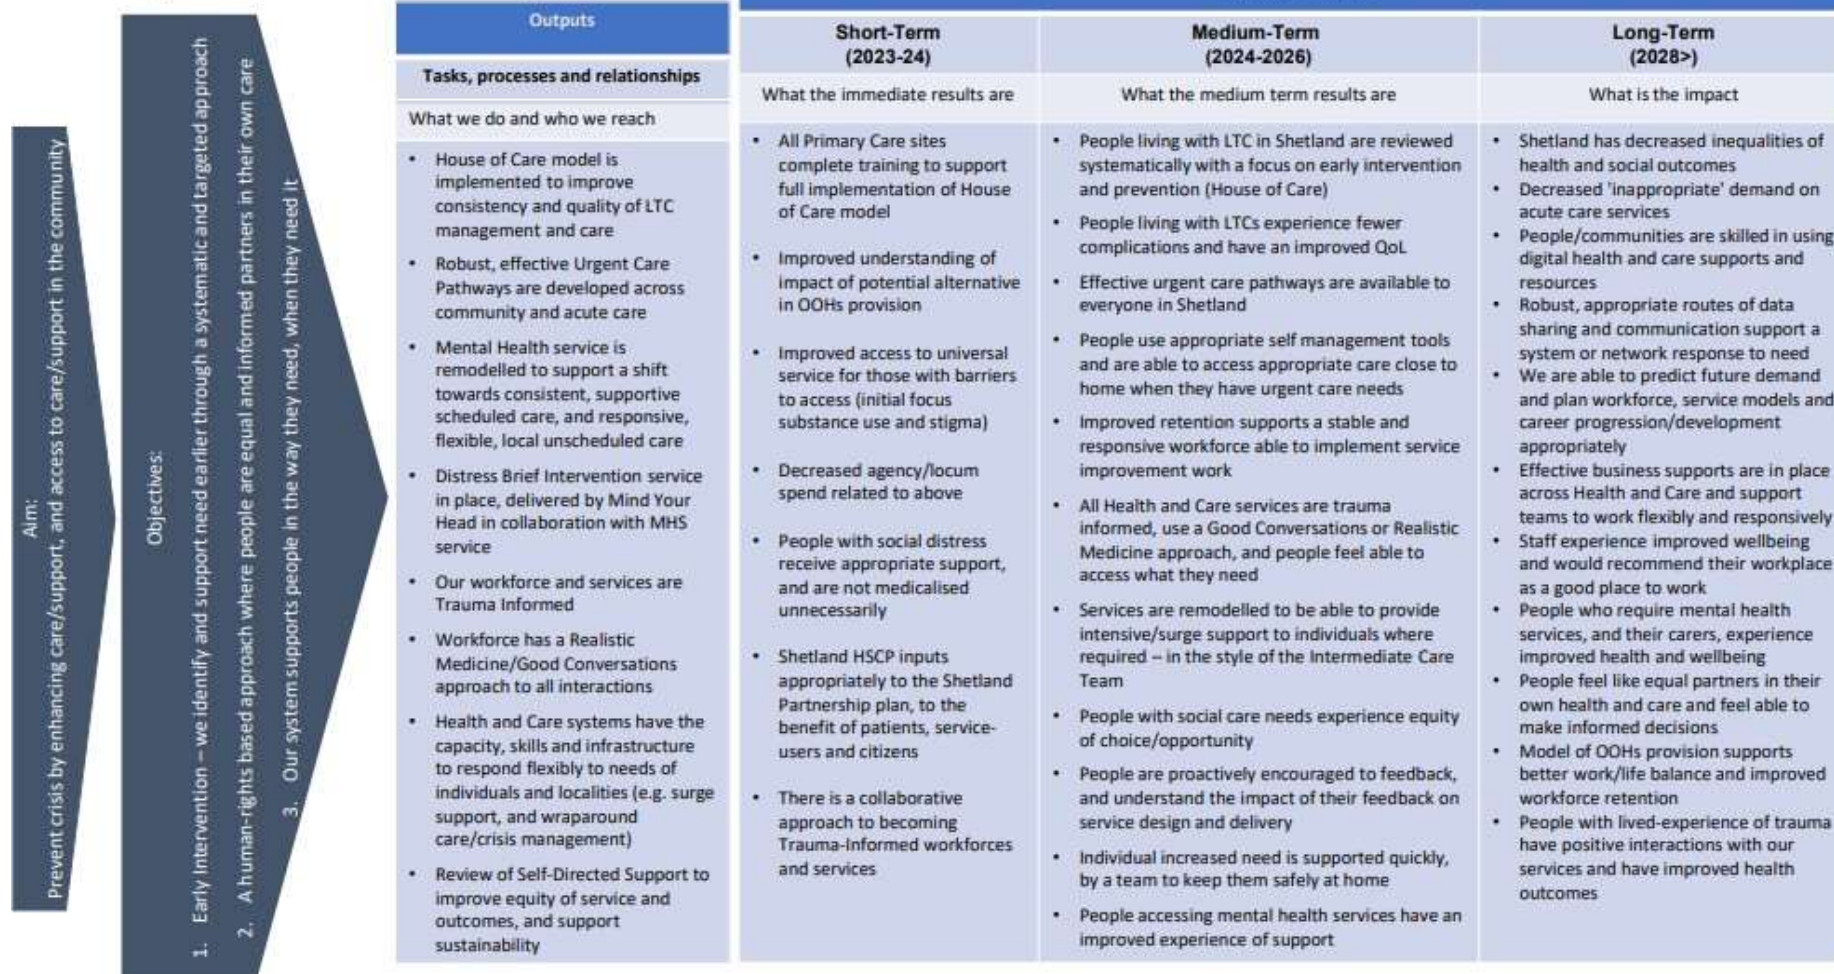 Aim:
Prevent crisis by enhancing care/support, and access to care/support in the community
Objectives:
1. Early Intervention – we identify and support need earlier through a systematic and targeted approach
2. A human-rights based approach where people are equal and informed partners in their own care
3. Our system supports people in the way they need, when they need it
Outputs
Tasks, processes and relationships
What we do and who we reach
• House of Care model is
implemented to improve
consistency and quality of LTC
management and care
• Robust, effective Urgent Care
Pathways are developed across
community and acute care
• Mental Health service is
remodelled to support a shift
towards consistent, supportive
scheduled care, and responsive,
flexible, local unscheduled care
• Distress Brief Intervention service
in place, delivered by Mind Your
Head in collaboration with MHS
service
• Our workforce and services are
Trauma Informed
• Workforce has a Realistic
Medicine/Good Conversations
approach to all interactions
• Health and Care systems have the
capacity, skills and infrastructure
to respond flexibly to needs of
individuals and localities (e.g. surge
support, and wraparound
care/crisis management)
• Review of Self-Directed Support to
improve equity of service and
outcomes, and support
sustainability
Short-Term
(2023-24)
What the immediate results are
• All Primary Care sites
complete training to support
full implementation of House
of Care model
• Improved understanding of
impact of potential alternative
in OOHs provision
• Improved access to universal
service for those with barriers
to access (initial focus
substance use and stigma)
• Decreased agency/locum
spend related to above
• People with social distress
receive appropriate support,
and are not medicalised
unnecessarily
• Shetland HSCP inputs
appropriately to the Shetland
Partnership plan, to the
benefit of patients, service-
users and citizens
• There is a collaborative
approach to becoming
Trauma-Informed workforces
and services
Medium-Term
(2024-2026)
What the medium term results are
• People living with LTC in Shetland are reviewed
systematically with a focus on early intervention
and prevention (House of Care)
• People living with LTCs experience fewer
complications and have an improved QoL
• Effective urgent care pathways are available to
everyone in Shetland
• People use appropriate self management tools
and are able to access appropriate care close to
home when they have urgent care needs
• Improved retention supports a stable and
responsive workforce able to implement service
improvement work
• All Health and Care services are trauma
informed, use a Good Conversations or Realistic
Medicine approach, and people feel able to
access what they need
• Services are remodelled to be able to provide
intensive/surge support to individuals where
required – in the style of the Intermediate Care
Team
• People with social care needs experience equity
of choice/opportunity
• People are proactively encouraged to feedback,
and understand the impact of their feedback on
service design and delivery
• Individual increased need is supported quickly,
by a team to keep them safely at home
• People accessing mental health services have an
improved experience of support
Long-Term
(2028>)
What is the impact
• Shetland has decreased inequalities of
health and social outcomes
• Decreased 'inappropriate' demand on
acute care services
• People/communities are skilled in using
digital health and care supports and
resources
• Robust, appropriate routes of data
sharing and communication support a
system or network response to need
• We are able to predict future demand
and plan workforce, service models and
career progression/development
appropriately
• Effective business supports are in place
across Health and Care and support
teams to work flexibly and responsively
• Staff experience improved wellbeing
and would recommend their workplace
as a good place to work
• People who require mental health
services, and their carers, experience
improved health and wellbeing
• People feel like equal partners in their
own health and care and feel able to
make informed decisions
• Model of OOHs provision supports
better work/life balance and improved
workforce retention
• People with lived-experience of trauma
have positive interactions with our
services and have improved health
outcomes